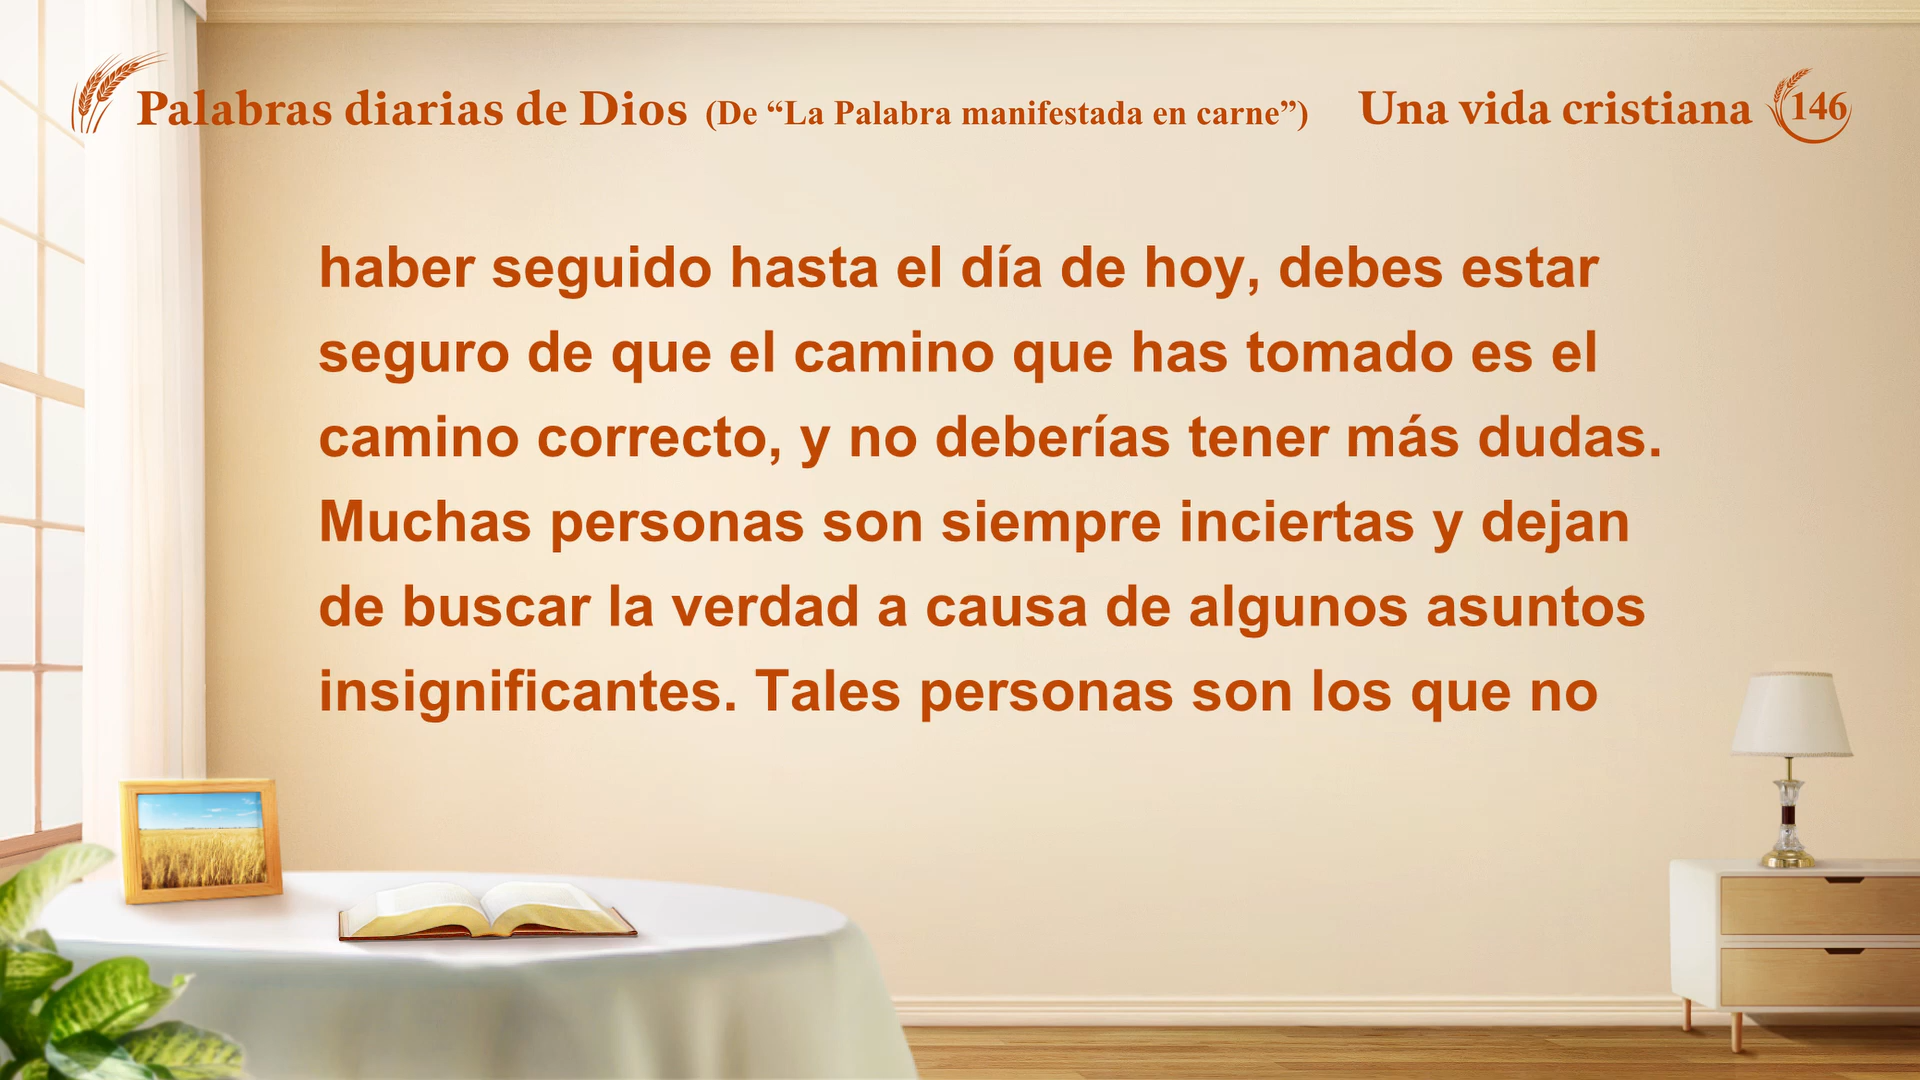 Palabras diarias de Dios (De “La Palabra manifestada en carne”) Una vida cristiana 146
haber seguido hasta el día de hoy, debes estar
seguro de que el camino que has tomado es el
camino correcto, y no deberías tener más dudas.
Muchas personas son siempre inciertas y dejan
de buscar la verdad a causa de algunos asuntos
insignificantes. Tales personas son los que no